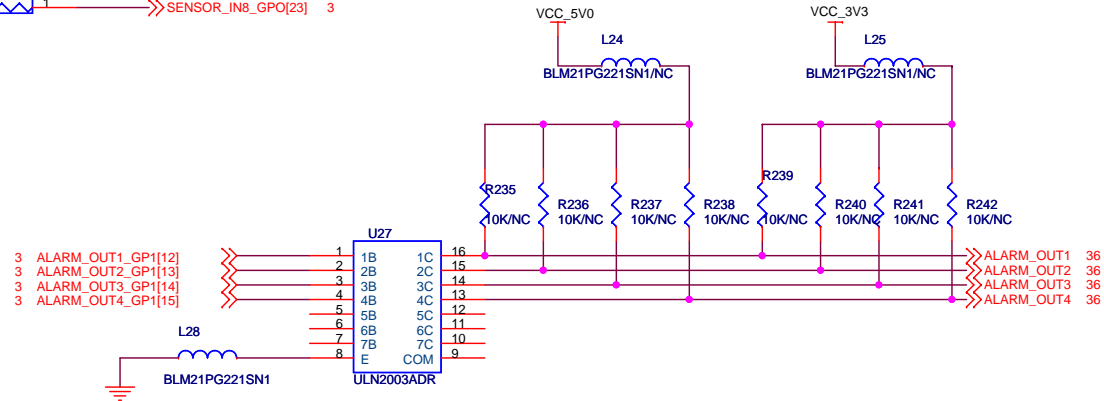 1 SENSOR_IN8_GPO[23] 3
VCC_5V0 VCC_3V3
L24 L25
BLM21PG221SN1/NC BLM21PG221SN1/NC
R235 R239
R236 R237 R238 R240 R241 R242
10K/NC 10K/NC 10K/NC 10K/NC 10K/NC 10K/NC 10K/NC 10K/NC
U27
3 ALARM_OUT1_GP1[12] 1 1B 1C 16 ALARM_OUT1 36
3 ALARM_OUT2_GP1[13] 2 2B 2C 15 ALARM_OUT2 36
3 ALARM_OUT3_GP1[14] 3 3B 3C 14 ALARM_OUT3 36
3 ALARM_OUT4_GP1[15] 4 4B 4C 13 ALARM_OUT4 36
5 5B 5C 12
6 6B 6C 11
7 7B 7C 10
8 E COM 9
L28
BLM21PG221SN1
ULN2003ADR